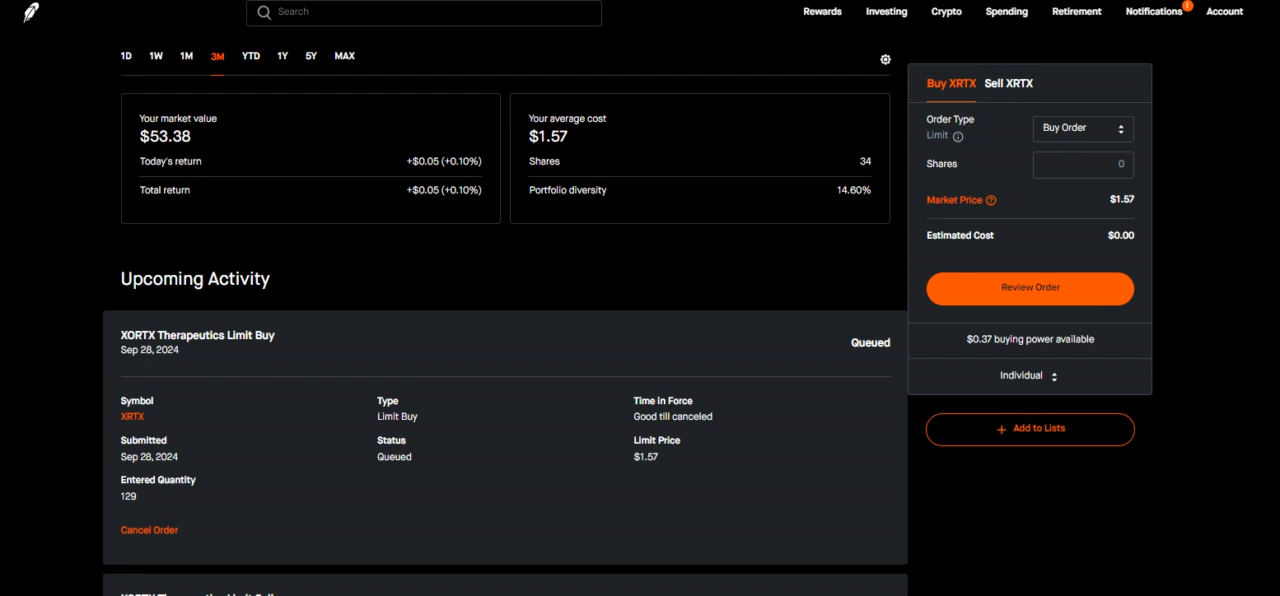 Search
Rewards Investing Crypto Spending Retirement Notifications 1 Account
1D 1W 1M 3M YTD 1Y 5Y MAX
Your market value
$53.38
Today's return +$0.05 (+0.10%)
Total return +$0.05 (+0.10%)
Your average cost
$1.57
Shares 34
Portfolio diversity 14.60%
Buy XRTX Sell XRTX
Order Type
Limit
Buy Order
Shares 0
Market Price $1.57
Estimated Cost $0.00
Review Order
$0.37 buying power available
Individual
+ Add to Lists
Upcoming Activity
XORTX Therapeutics Limit Buy
Sep 28, 2024
Queued
Symbol
XRTX
Type
Limit Buy
Time in Force
Good till canceled
Submitted
Sep 28, 2024
Status
Queued
Limit Price
$1.57
Entered Quantity
129
Cancel Order
XORTX Therapeutics Limit Sell